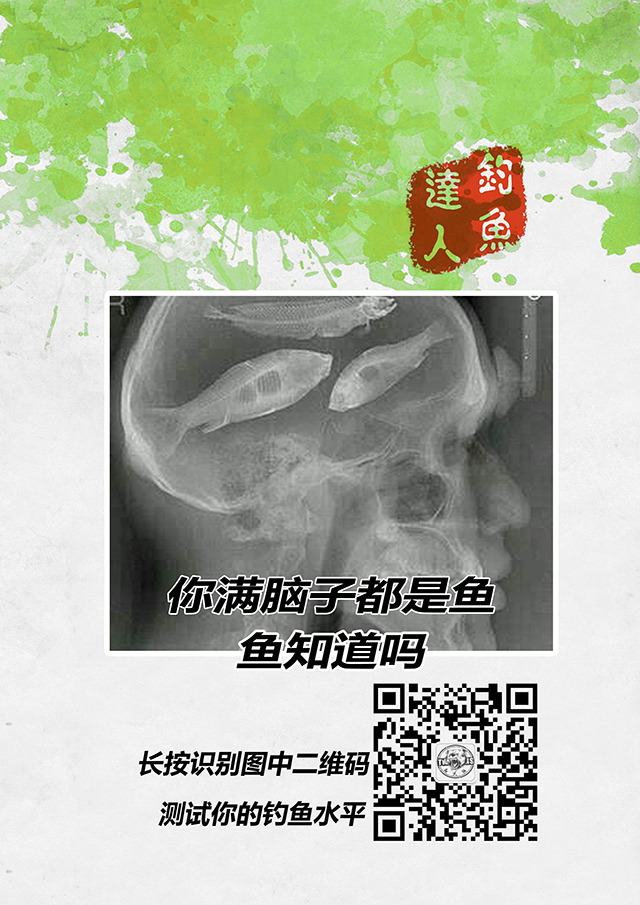 釣魚
達人
你满脑子都是鱼
鱼知道吗
长按识别图中二维码
测试你的钓鱼水平